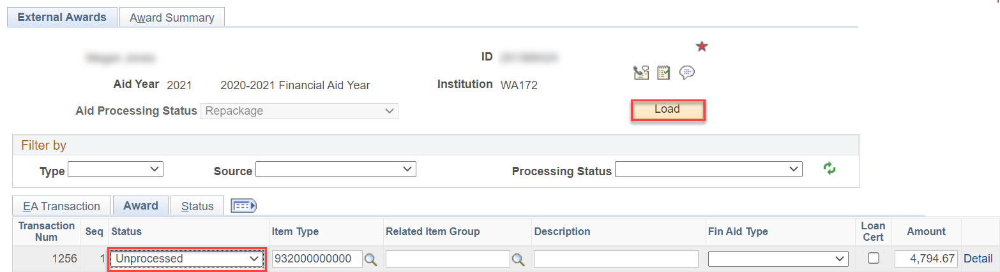 External Awards Award Summary
ID
Aid Year 2021 2020-2021 Financial Aid Year Institution WA172
Aid Processing Status Repackage Load
Filter by
Type Source Processing Status
EA Transaction Award Status
Transaction Num Seq Status Item Type Related Item Group Description Fin Aid Type Loan Cert Amount
1256 1 Unprocessed 932000000000 4,794.67 Detail